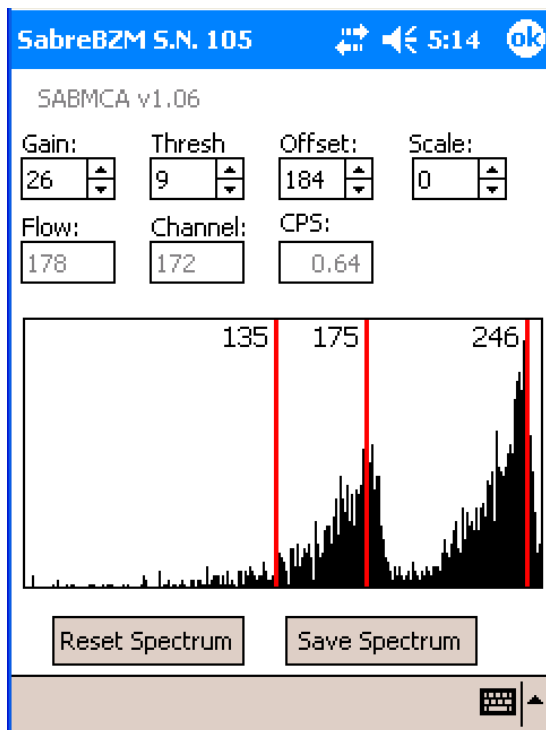 SabreBZM S.N. 105 5:14 ok
SABMCA v1.06
Gain: Thresh Offset: Scale:
26 9 184 0
Flow: Channel: CPS:
178 172 0.64
135 175 246
Reset Spectrum Save Spectrum